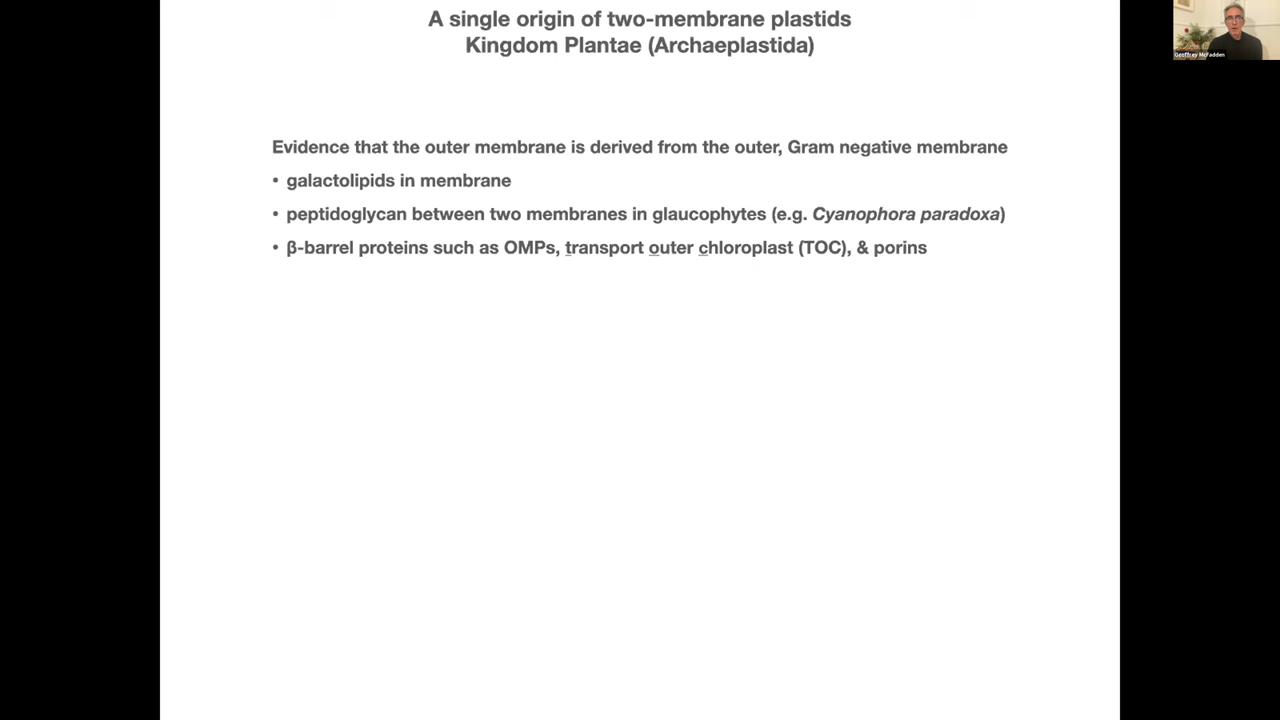 A single origin of two-membrane plastids
Kingdom Plantae (Archaeplastida)
Geoffrey McFadden
Evidence that the outer membrane is derived from the outer, Gram negative membrane
• galactolipids in membrane
• peptidoglycan between two membranes in glaucophytes (e.g. Cyanophora paradoxa)
• β-barrel proteins such as OMPs, transport outer chloroplast (TOC), & porins